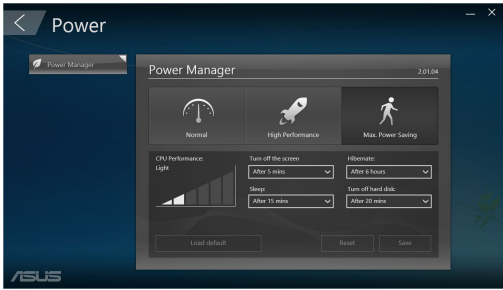 Power
Power Manager
Power Manager
2.01.04
Normal
High Performance
Max. Power Saving
CPU Performance:
Light
Turn off the screen
After 5 mins
Hibernate:
After 6 hours
Sleep:
After 15 mins
Turn off hard disk:
After 20 mins
Load default
Reset
Save
ASUS